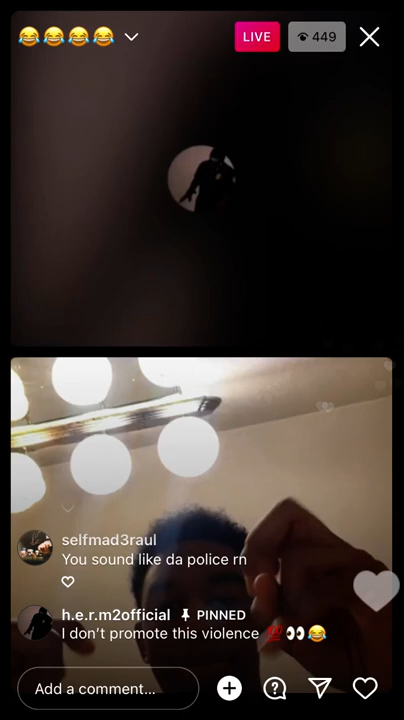 😂😂😂😂
LIVE
449
selfmad3raul
You sound like da police rn
h.e.r.m2official PINNED
I don't promote this violence 💯👀😂
Add a comment...